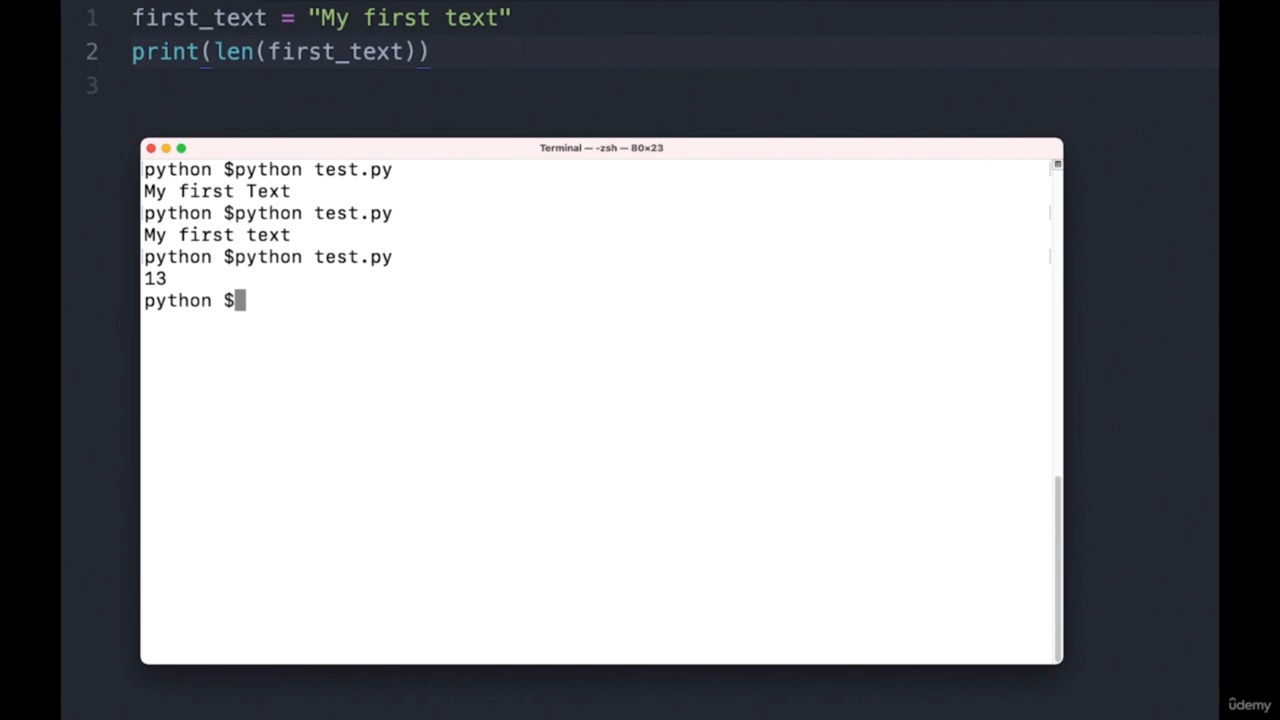 1 first_text = "My first text"
2 print(len(first_text))
3
Terminal — -zsh — 80×23
python $python test.py
My first Text
python $python test.py
My first text
python $python test.py
13
python $
ûdemy